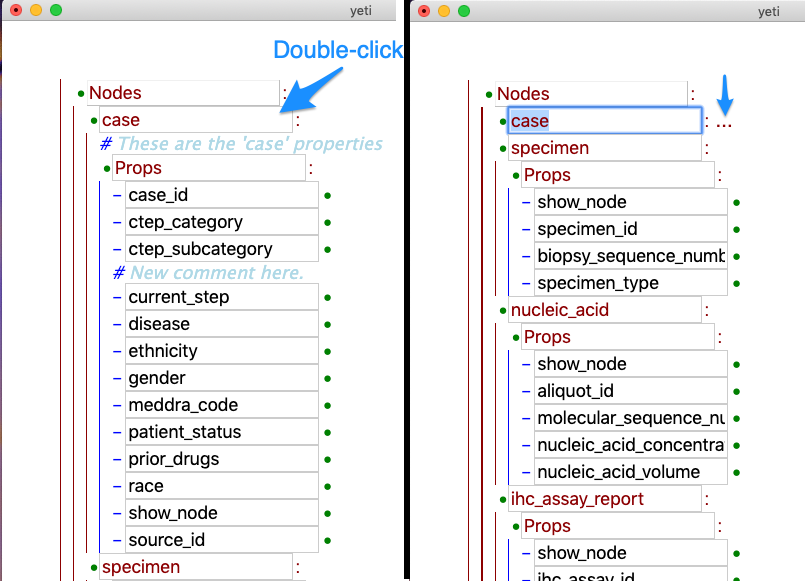 yeti
Double-click
Nodes :
case :
# These are the 'case' properties
Props :
– case_id
– ctep_category
– ctep_subcategory
# New comment here.
– current_step
– disease
– ethnicity
– gender
– meddra_code
– patient_status
– prior_drugs
– race
– show_node
– source_id
specimen :
yeti
Nodes :
case : ...
specimen :
Props :
– show_node
– specimen_id
– biopsy_sequence_numb
– specimen_type
nucleic_acid :
Props :
– show_node
– aliquot_id
– molecular_sequence_nu
– nucleic_acid_concentra
– nucleic_acid_volume
ihc_assay_report :
Props :
– show_node
– ihc_assay_id